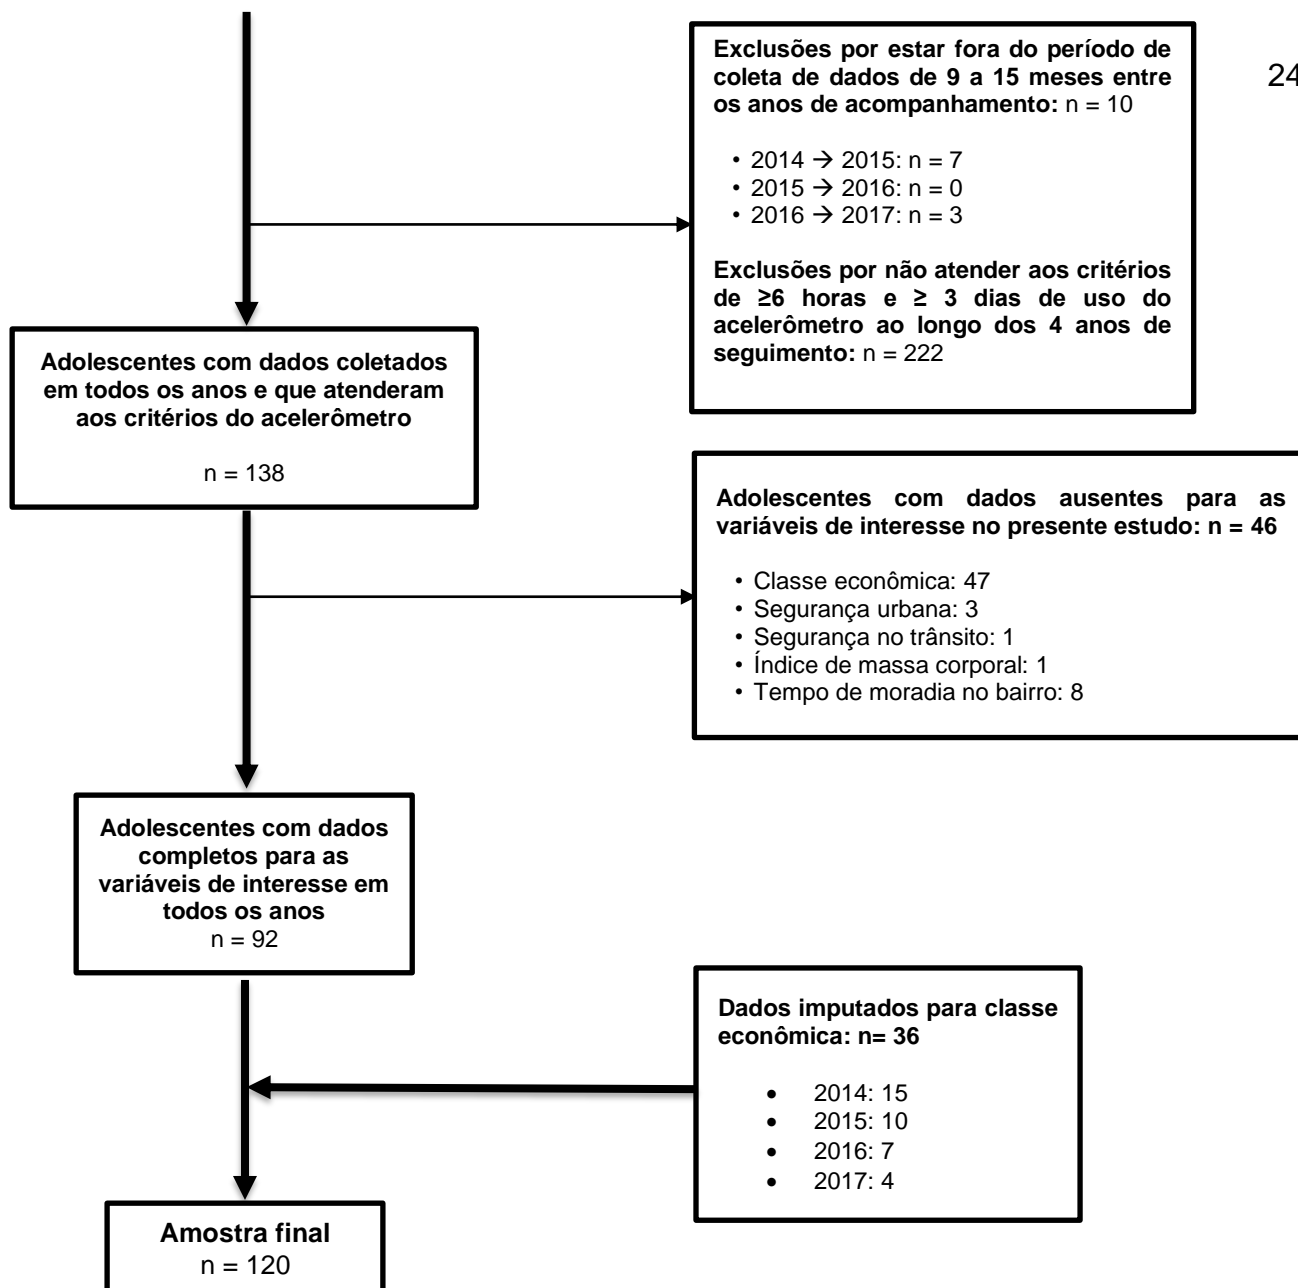 24
Exclusões por estar fora do período de
coleta de dados de 9 a 15 meses entre
os anos de acompanhamento: n = 10
• 2014 → 2015: n = 7
• 2015 → 2016: n = 0
• 2016 → 2017: n = 3
Exclusões por não atender aos critérios
de ≥6 horas e ≥ 3 dias de uso do
acelerômetro ao longo dos 4 anos de
seguimento: n = 222
Adolescentes com dados coletados
em todos os anos e que atenderam
aos critérios do acelerômetro
n = 138
Adolescentes com dados ausentes para as
variáveis de interesse no presente estudo: n = 46
• Classe econômica: 47
• Segurança urbana: 3
• Segurança no trânsito: 1
• Índice de massa corporal: 1
• Tempo de moradia no bairro: 8
Adolescentes com dados
completos para as
variáveis de interesse em
todos os anos
n = 92
Dados imputados para classe
econômica: n= 36
• 2014: 15
• 2015: 10
• 2016: 7
• 2017: 4
Amostra final
n = 120